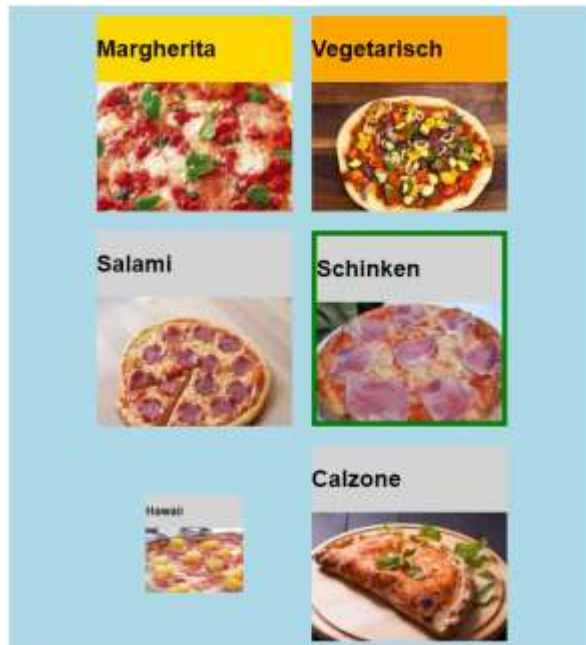 Margherita
Vegetarisch
Salami
Schinken
Hawaii
Calzone